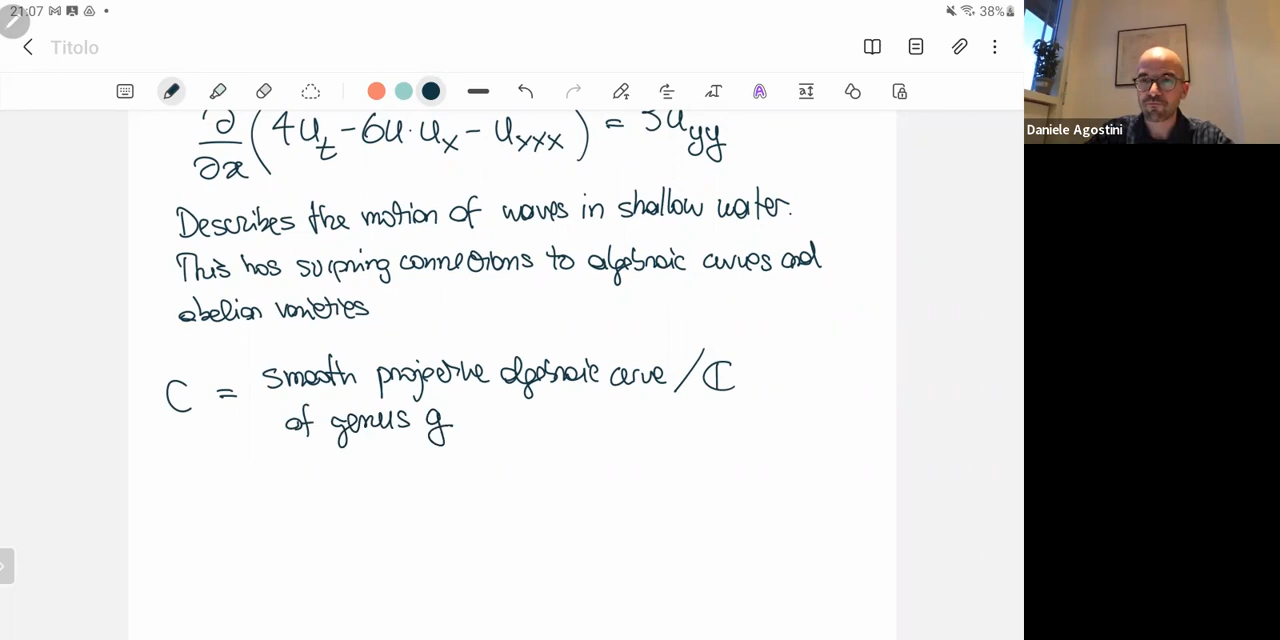 21:07
38%
Titolo
Daniele Agostini
∂/∂x (4u_t - 6u·u_x - u_xxx) = 3u_yy
Describes the motion of waves in shallow water.
This has surpring connections to algebraic curves and
abelian varieties
C = smooth projective algebraic curve / ℂ
of genus g